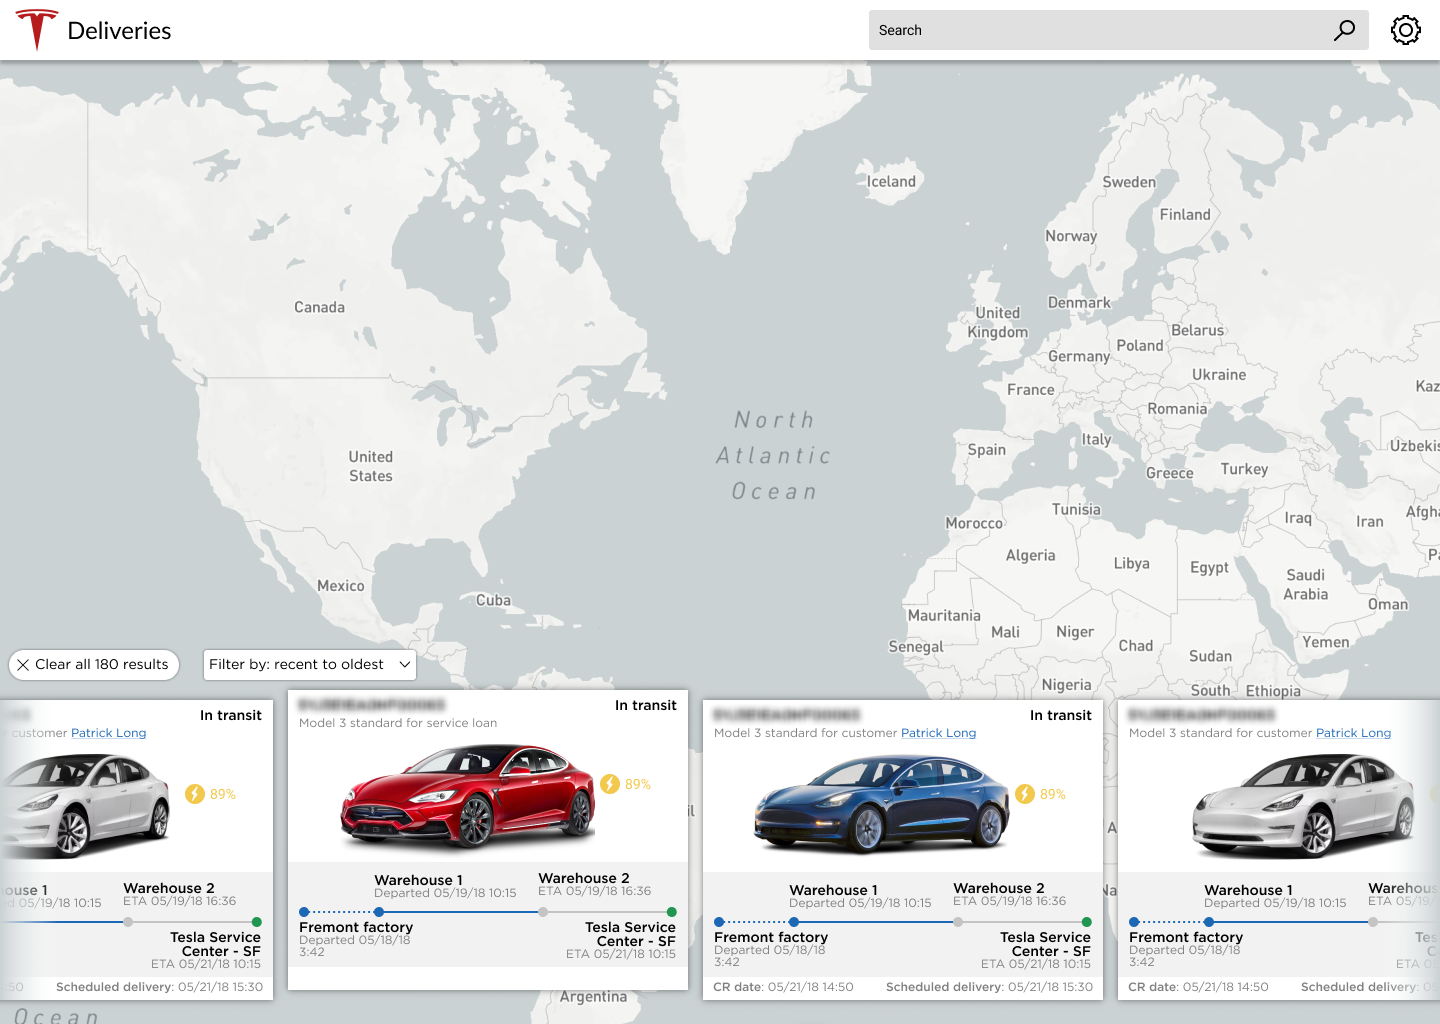 Deliveries
Search
Iceland
Sweden
Finland
Norway
Canada
Denmark
United
Kingdom
Belarus
Poland
Germany
Ukraine
France
Kaz
Romania
North
Atlantic
Ocean
Italy
Uzbekis
Spain
United
States
Greece
Turkey
Tunisia
Morocco
Iraq
Iran
Afgha
Algeria
Libya
Egypt
Pa
Saudi
Arabia
Mexico
Cuba
Oman
Mauritania
Mali
Niger
Chad
Yemen
Senegal
Sudan
Nigeria
South
Ethiopia
Clear all 180 results
Filter by: recent to oldest
In transit
r customer Patrick Long
89%
ouse 1
d 05/19/18 10:15
Warehouse 2
ETA 05/19/18 16:36
Tesla Service
Center - SF
ETA 05/21/18 10:15
:50
Scheduled delivery: 05/21/18 15:30
In transit
Model 3 standard for service loan
89%
Warehouse 1
Departed 05/19/18 10:15
Warehouse 2
ETA 05/19/18 16:36
Fremont factory
Departed 05/18/18
3:42
Tesla Service
Center - SF
ETA 05/21/18 10:15
In transit
Model 3 standard for customer Patrick Long
89%
Warehouse 1
Departed 05/19/18 10:15
Warehouse 2
ETA 05/19/18 16:36
Fremont factory
Departed 05/18/18
3:42
Tesla Service
Center - SF
ETA 05/21/18 10:15
CR date: 05/21/18 14:50
Scheduled delivery: 05/21/18 15:30
Model 3 standard for customer Patrick Long
Warehouse 1
Departed 05/19/18 10:15
Warehous
ETA 05/19/
Fremont factory
Departed 05/18/18
3:42
Tes
C
ETA 05
CR date: 05/21/18 14:50
Scheduled delivery: 0
il
A
Na
Argentina
Ocean